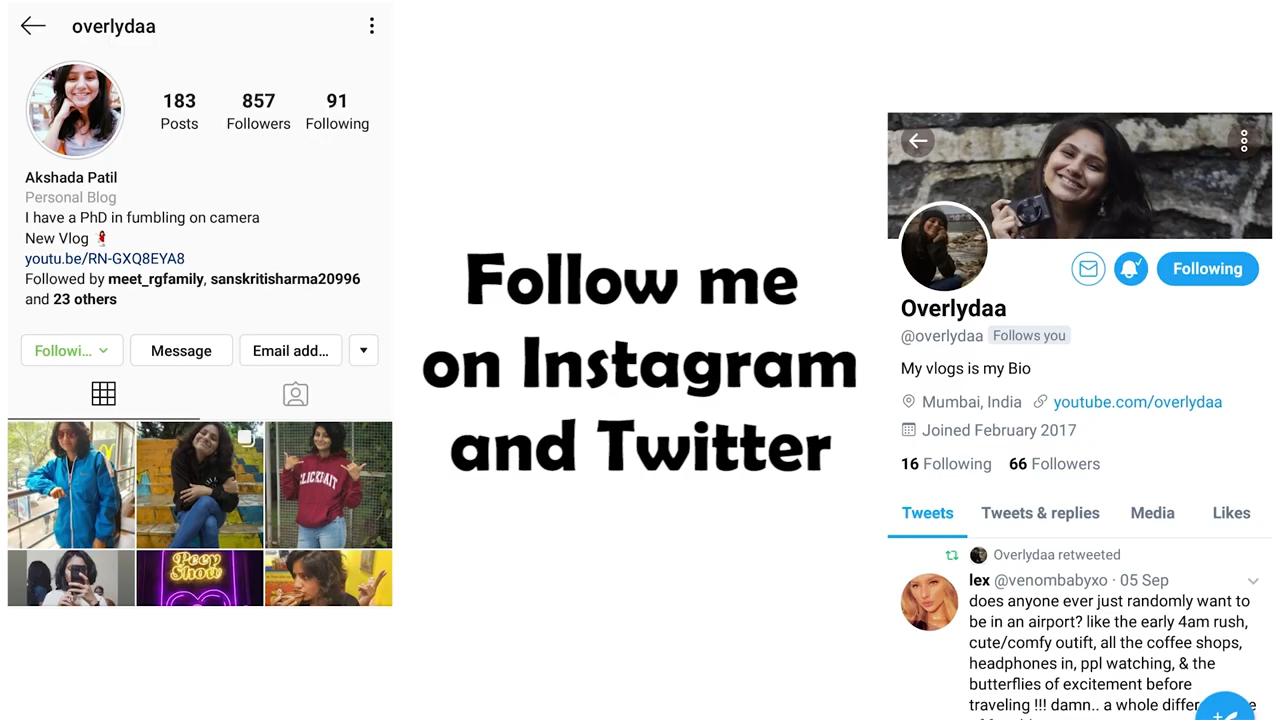 overlydaa
183 857 91
Posts Followers Following
Akshada Patil
Personal Blog
I have a PhD in fumbling on camera
New Vlog 💃
youtu.be/RN-GXQ8EYA8
Followed by meet_rgfamily, sanskritisharma20996
and 23 others
Followi... Message Email add...
CLICKBAIT
Peep
Show
Follow me
on Instagram
and Twitter
Following
Overlydaa
@overlydaa Follows you
My vlogs is my Bio
Mumbai, India youtube.com/overlydaa
Joined February 2017
16 Following 66 Followers
Tweets Tweets & replies Media Likes
Overlydaa retweeted
lex @venombabyxo · 05 Sep
does anyone ever just randomly want to
be in an airport? like the early 4am rush,
cute/comfy outift, all the coffee shops,
headphones in, ppl watching, & the
butterflies of excitement before
traveling !!! damn.. a whole differ e